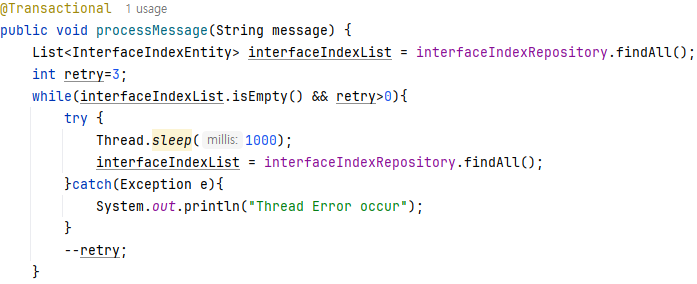 @Transactional 1 usage
public void processMessage(String message) {
    List<InterfaceIndexEntity> interfaceIndexList = interfaceIndexRepository.findAll();
    int retry=3;
    while(interfaceIndexList.isEmpty() && retry>0){
        try {
            Thread.sleep( millis: 1000);
            interfaceIndexList = interfaceIndexRepository.findAll();
        }catch(Exception e){
            System.out.println("Thread Error occur");
        }
        --retry;
    }